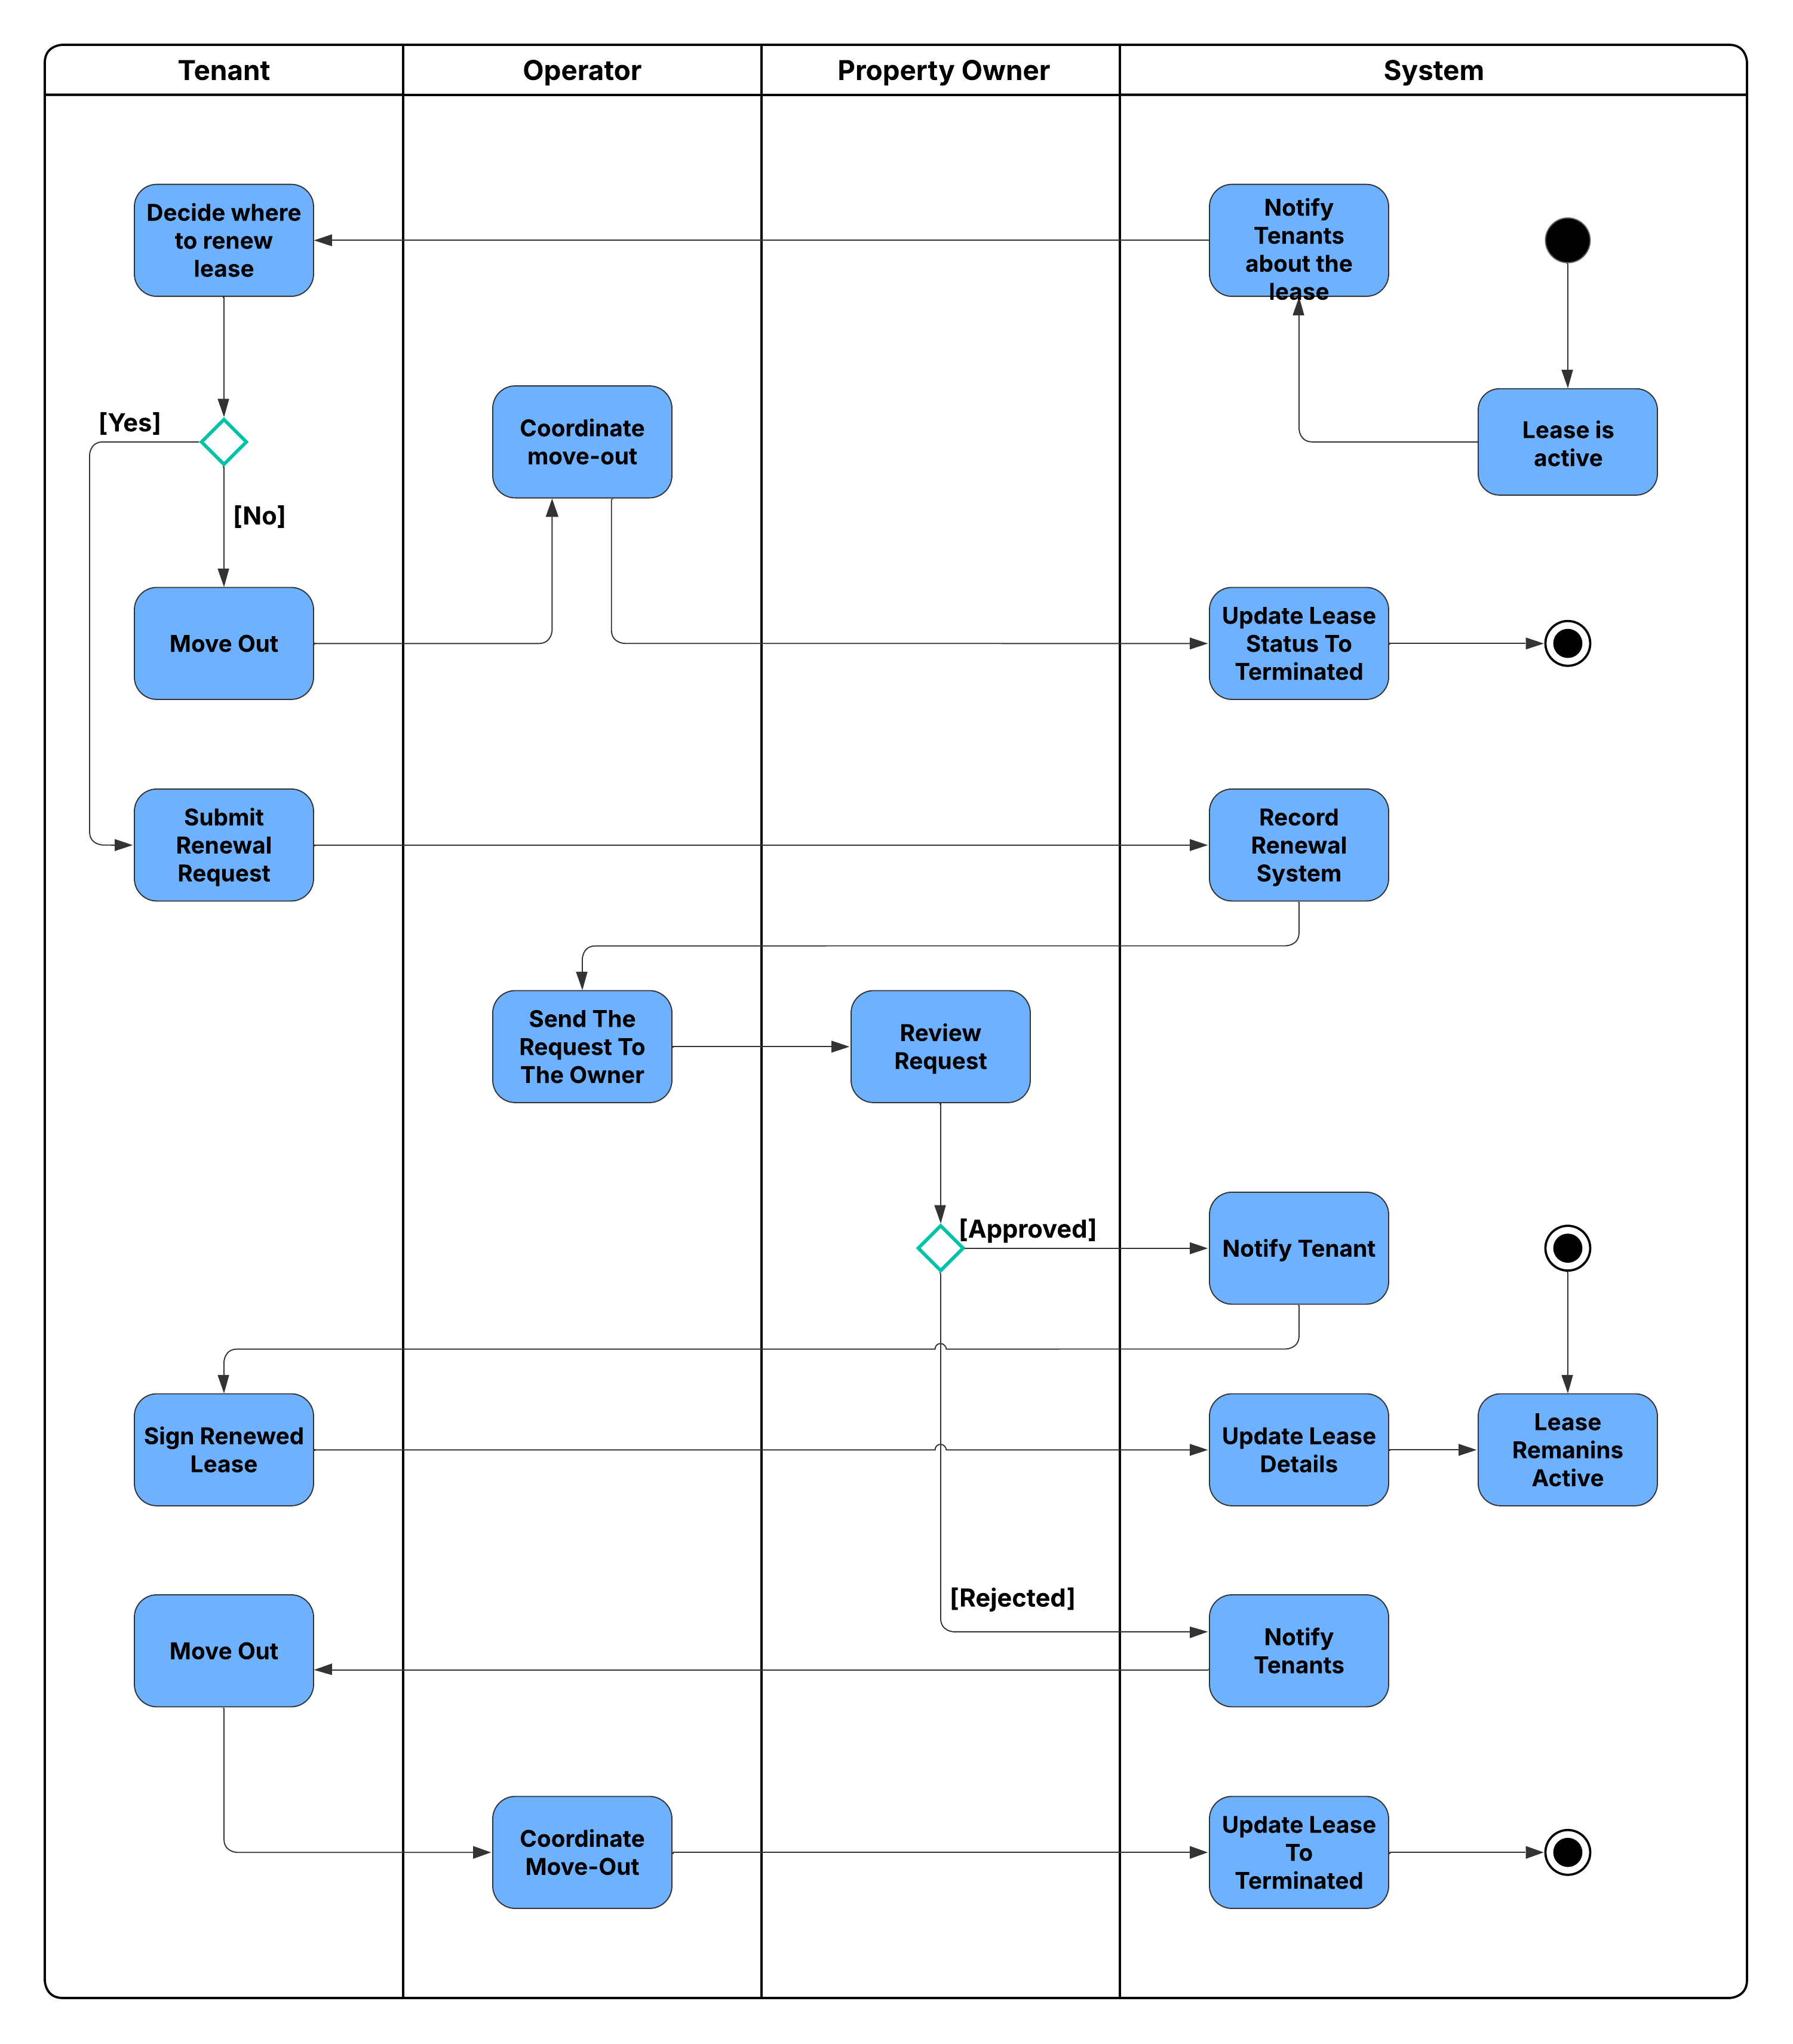 Tenant
Operator
Property Owner
System
Decide where
to renew
lease
Notify
Tenants
about the
lease
[Yes]
Coordinate
move-out
Lease is
active
[No]
Move Out
Update Lease
Status To
Terminated
Submit
Renewal
Request
Record
Renewal
System
Send The
Request To
The Owner
Review
Request
[Approved]
Notify Tenant
Sign Renewed
Lease
Update Lease
Details
Lease
Remanins
Active
[Rejected]
Move Out
Notify
Tenants
Coordinate
Move-Out
Update Lease
To
Terminated